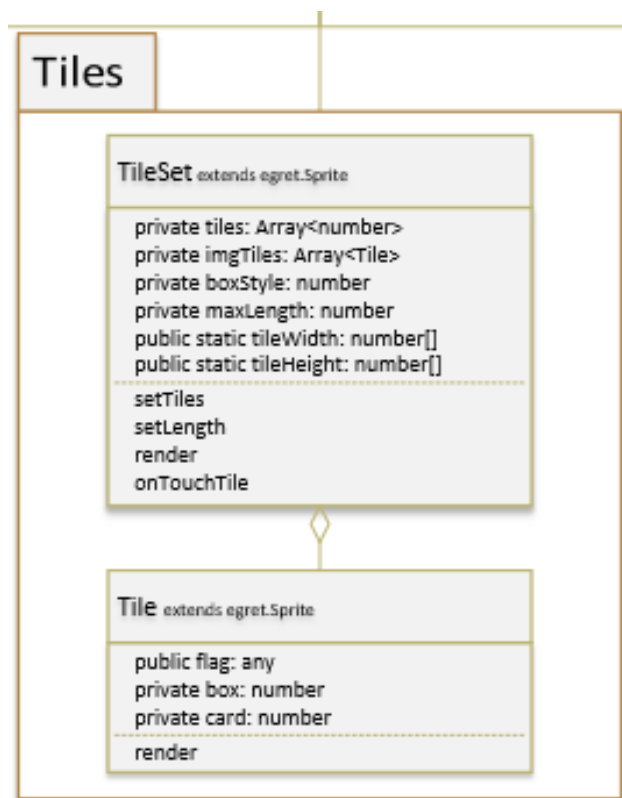 Tiles
TileSet extends egret.Sprite
private tiles: Array<number>
private imgTiles: Array<Tile>
private boxStyle: number
private maxLength: number
public static tileWidth: number[]
public static tileHeight: number[]
setTiles
setLength
render
onTouchTile
Tile extends egret.Sprite
public flag: any
private box: number
private card: number
render